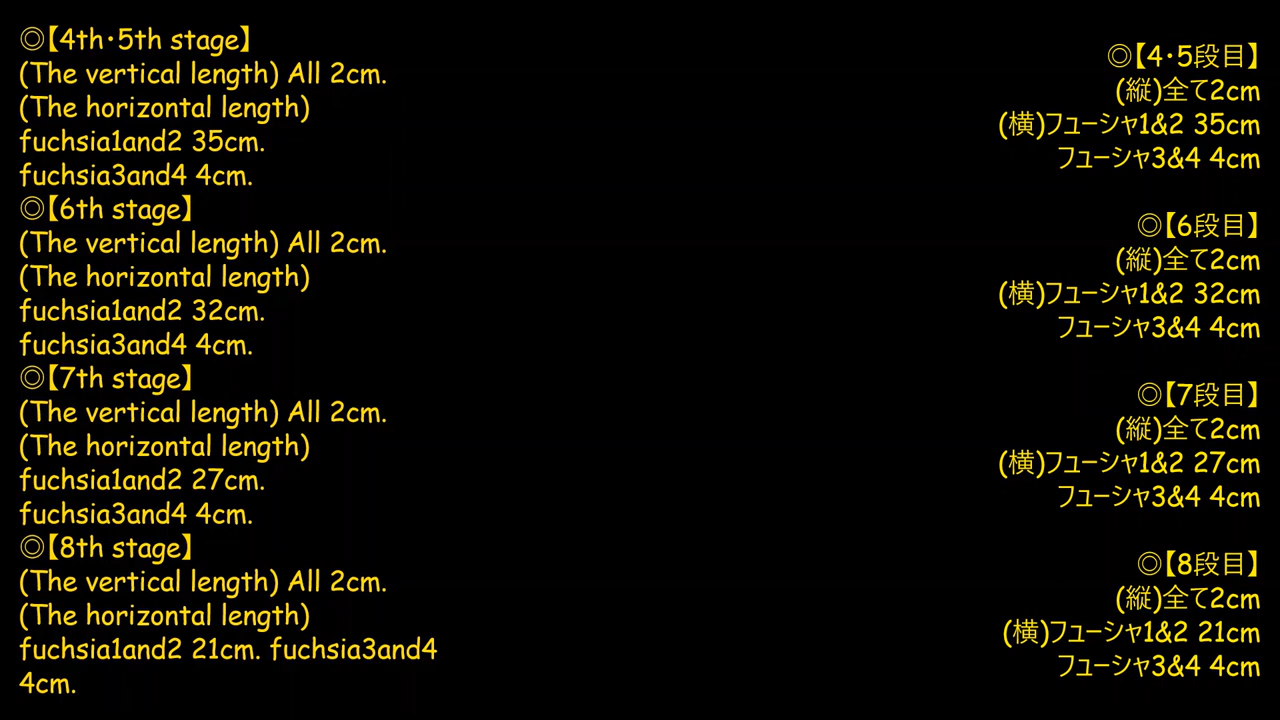 ◎【4th・5th stage】
(The vertical length) All 2cm.
(The horizontal length)
fuchsia1and2 35cm.
fuchsia3and4 4cm.
◎【6th stage】
(The vertical length) All 2cm.
(The horizontal length)
fuchsia1and2 32cm.
fuchsia3and4 4cm.
◎【7th stage】
(The vertical length) All 2cm.
(The horizontal length)
fuchsia1and2 27cm.
fuchsia3and4 4cm.
◎【8th stage】
(The vertical length) All 2cm.
(The horizontal length)
fuchsia1and2 21cm. fuchsia3and4
4cm.
◎【4・5段目】
(縦)全て2cm
(横)フューシャ1&2 35cm
フューシャ3&4 4cm
◎【6段目】
(縦)全て2cm
(横)フューシャ1&2 32cm
フューシャ3&4 4cm
◎【7段目】
(縦)全て2cm
(横)フューシャ1&2 27cm
フューシャ3&4 4cm
◎【8段目】
(縦)全て2cm
(横)フューシャ1&2 21cm
フューシャ3&4 4cm